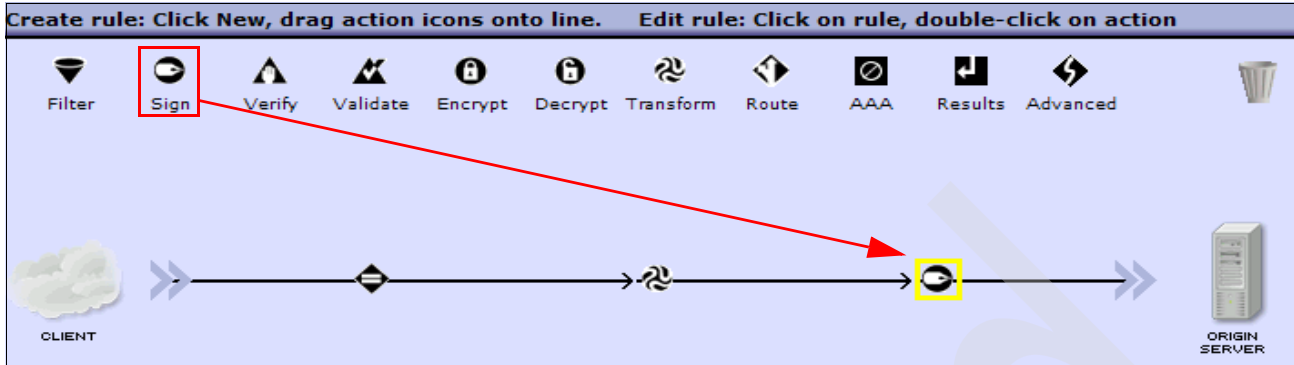 Create rule: Click New, drag action icons onto line. Edit rule: Click on rule, double-click on action
Filter Sign Verify Validate Encrypt Decrypt Transform Route AAA Results Advanced
CLIENT
ORIGIN
SERVER